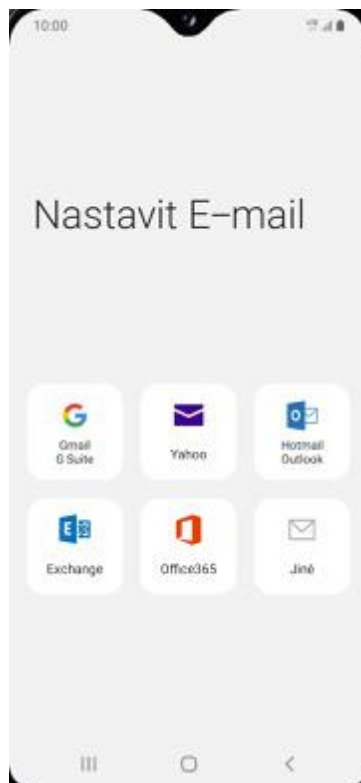 10:00
Nastavit E-mail
Gmail
G Suite
Yahoo
Hotmail
Outlook
Exchange
Office365
Jiné